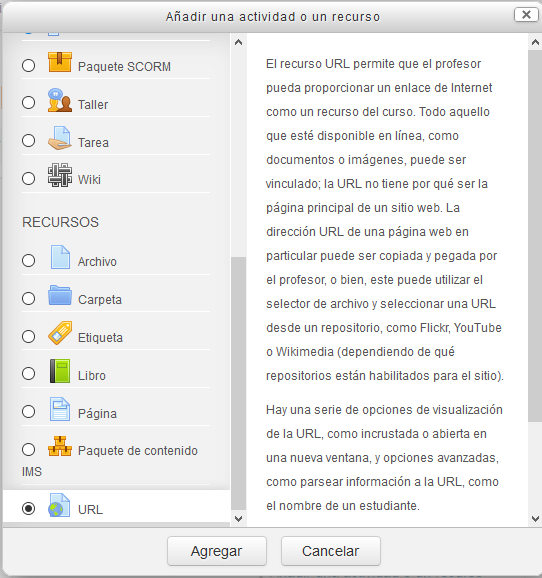 Añadir una actividad o un recurso
Paquete SCORM
Taller
Tarea
Wiki
RECURSOS
Archivo
Carpeta
Etiqueta
Libro
Página
Paquete de contenido
IMS
URL
El recurso URL permite que el profesor
pueda proporcionar un enlace de Internet
como un recurso del curso. Todo aquello
que esté disponible en línea, como
documentos o imágenes, puede ser
vinculado; la URL no tiene por qué ser la
página principal de un sitio web. La
dirección URL de una página web en
particular puede ser copiada y pegada por
el profesor, o bien, este puede utilizar el
selector de archivo y seleccionar una URL
desde un repositorio, como Flickr, YouTube
o Wikimedia (dependiendo de qué
repositorios están habilitados para el sitio).
Hay una serie de opciones de visualización
de la URL, como incrustada o abierta en
una nueva ventana, y opciones avanzadas,
como parsear información a la URL, como
el nombre de un estudiante.
Agregar
Cancelar